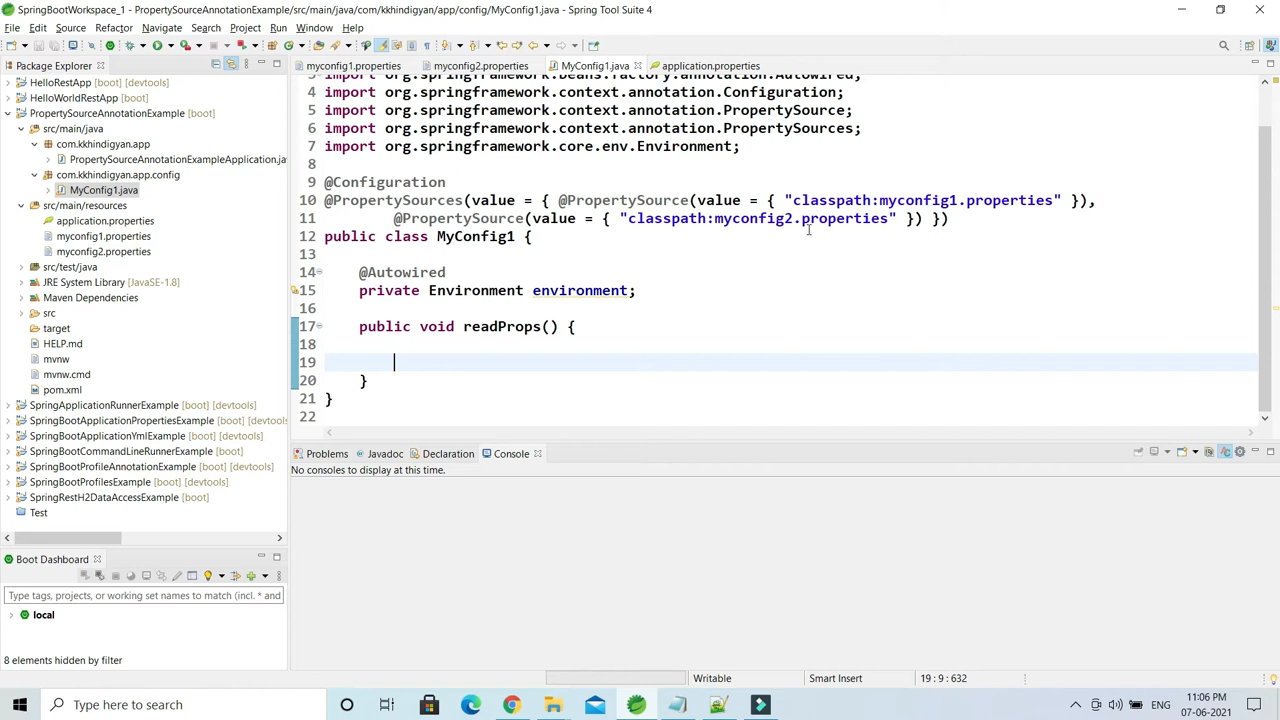 SpringBootWorkspace_1 - PropertySourceAnnotationExample/src/main/java/com/kkhindigyan/app/config/MyConfig1.java - Spring Tool Suite 4
File Edit Source Refactor Navigate Search Project Run Window Help
Package Explorer
HelloRestApp [boot] [devtools]
HelloWorldRestApp [boot]
PropertySourceAnnotationExample [boot]
src/main/java
com.kkhindigyan.app
PropertySourceAnnotationExampleApplication.ja
com.kkhindigyan.app.config
MyConfig1.java
src/main/resources
application.properties
myconfig1.properties
myconfig2.properties
src/test/java
JRE System Library [JavaSE-1.8]
Maven Dependencies
src
target
HELP.md
mvnw
mvnw.cmd
pom.xml
SpringApplicationRunnerExample [boot] [devtools]
SpringBootApplicationPropertiesExample [boot] [devtools]
SpringBootApplicationYmlExample [boot] [devtools]
SpringBootCommandLineRunnerExample [boot]
SpringBootProfileAnnotationExample [boot] [devtools]
SpringBootProfilesExample [boot] [devtools]
SpringRestH2DataAccessExample [boot]
Test
Boot Dashboard
Type tags, projects, or working set names to match (incl. * and
local
8 elements hidden by filter
myconfig1.properties myconfig2.properties MyConfig1.java application.properties
3 import org.springframework.beans.factory.annotation.Autowired;
4 import org.springframework.context.annotation.Configuration;
5 import org.springframework.context.annotation.PropertySource;
6 import org.springframework.context.annotation.PropertySources;
7 import org.springframework.core.env.Environment;
8
9 @Configuration
10 @PropertySources(value = { @PropertySource(value = { "classpath:myconfig1.properties" }),
11 @PropertySource(value = { "classpath:myconfig2.properties" }) })
12 public class MyConfig1 {
13
14 @Autowired
15 private Environment environment;
16
17 public void readProps() {
18
19
20 }
21 }
22
Problems Javadoc Declaration Console
No consoles to display at this time.
Writable Smart Insert 19 : 9 : 632
Type here to search
ENG
11:06 PM
07-06-2021